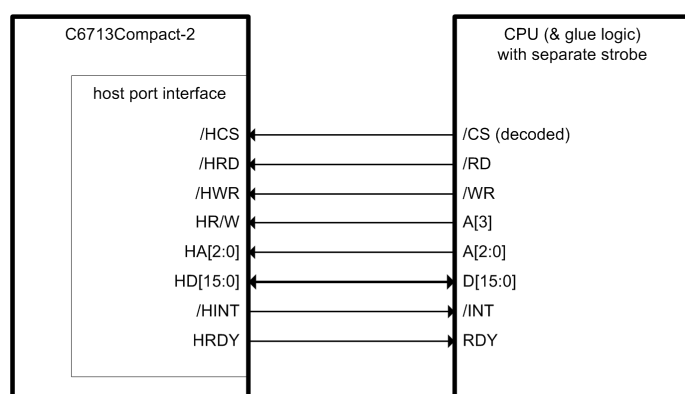 C6713Compact-2
CPU (& glue logic)
with separate strobe
host port interface
/HCS
/CS (decoded)
/HRD
/RD
/HWR
/WR
HR/W
A[3]
HA[2:0]
A[2:0]
HD[15:0]
D[15:0]
/HINT
/INT
HRDY
RDY